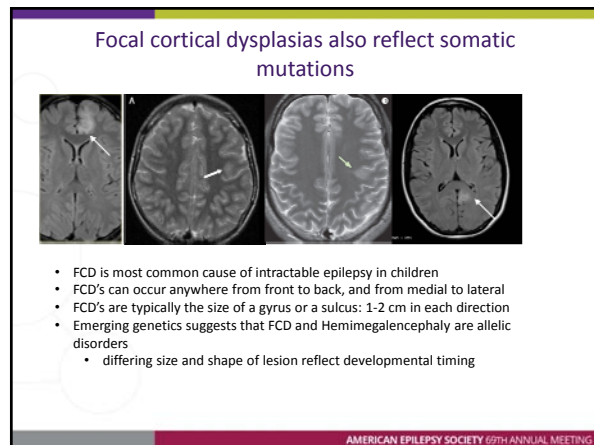 Focal cortical dysplasias also reflect somatic
mutations
A
B
• FCD is most common cause of intractable epilepsy in children
• FCD's can occur anywhere from front to back, and from medial to lateral
• FCD's are typically the size of a gyrus or a sulcus: 1-2 cm in each direction
• Emerging genetics suggests that FCD and Hemimegalencephaly are allelic
disorders
• differing size and shape of lesion reflect developmental timing
AMERICAN EPILEPSY SOCIETY 69TH ANNUAL MEETING